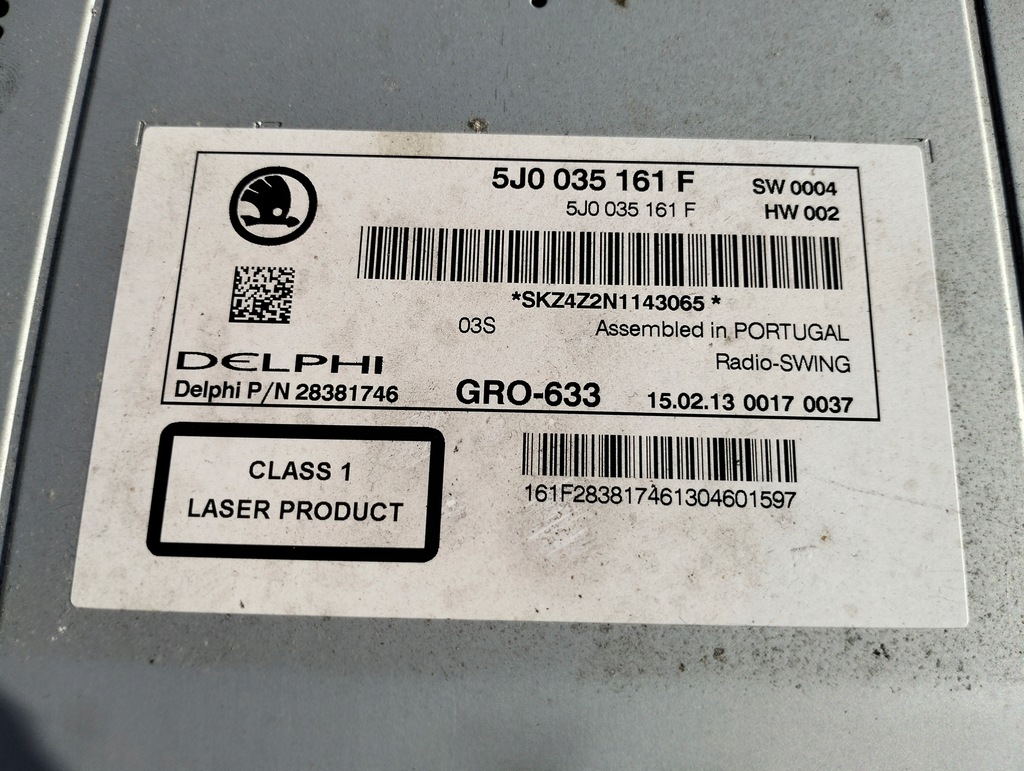 5J0 035 161 F
SW 0004
5J0 035 161 F
HW 002
*SKZ4Z2N1143065*
03S
Assembled in PORTUGAL
Radio-SWING
DELPHI
Delphi P/N 28381746
GRO-633
15.02.13 0017 0037
CLASS 1
LASER PRODUCT
161F283817461304601597